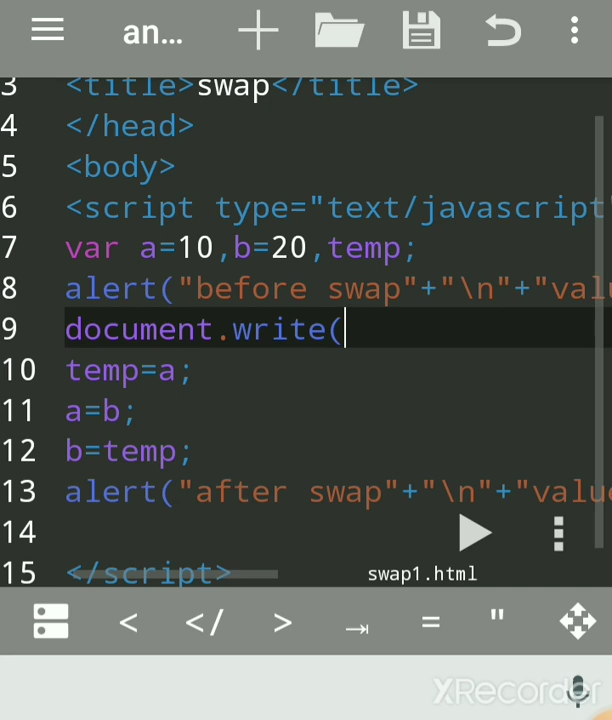 an...
3 <title>swap</title>
4 </head>
5 <body>
6 <script type="text/javascript"
7 var a=10,b=20,temp;
8 alert("before swap"+"\n"+"val
9 document.write(
10 temp=a;
11 a=b;
12 b=temp;
13 alert("after swap"+"\n"+"value
14
15 </script>
swap1.html
< </ > = "
XRecorder